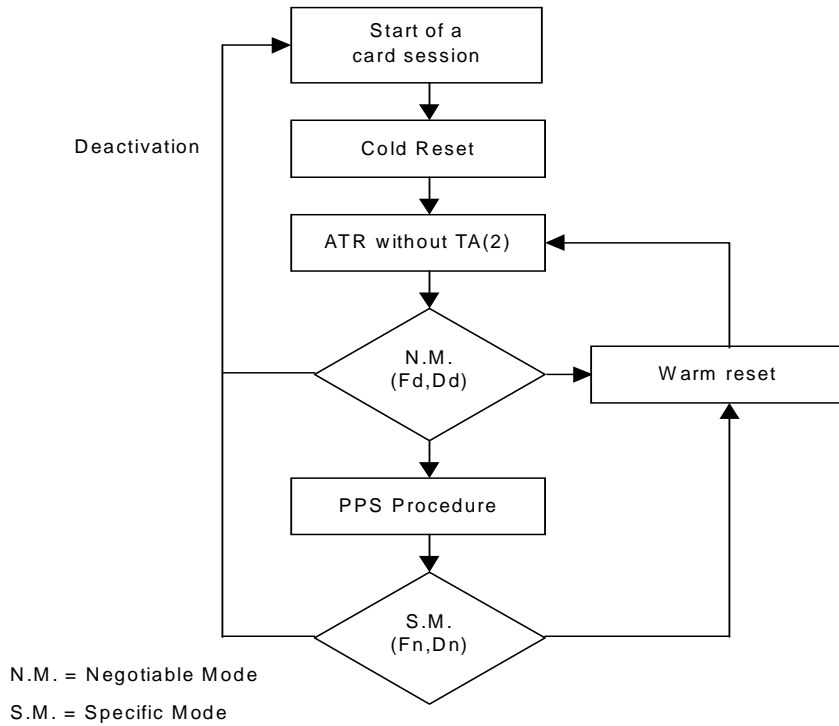 Start of a
card session
Deactivation
Cold Reset
ATR without TA(2)
N.M.
(Fd,Dd)
Warm reset
PPS Procedure
S.M.
(Fn,Dn)
N.M. = Negotiable Mode
S.M. = Specific Mode